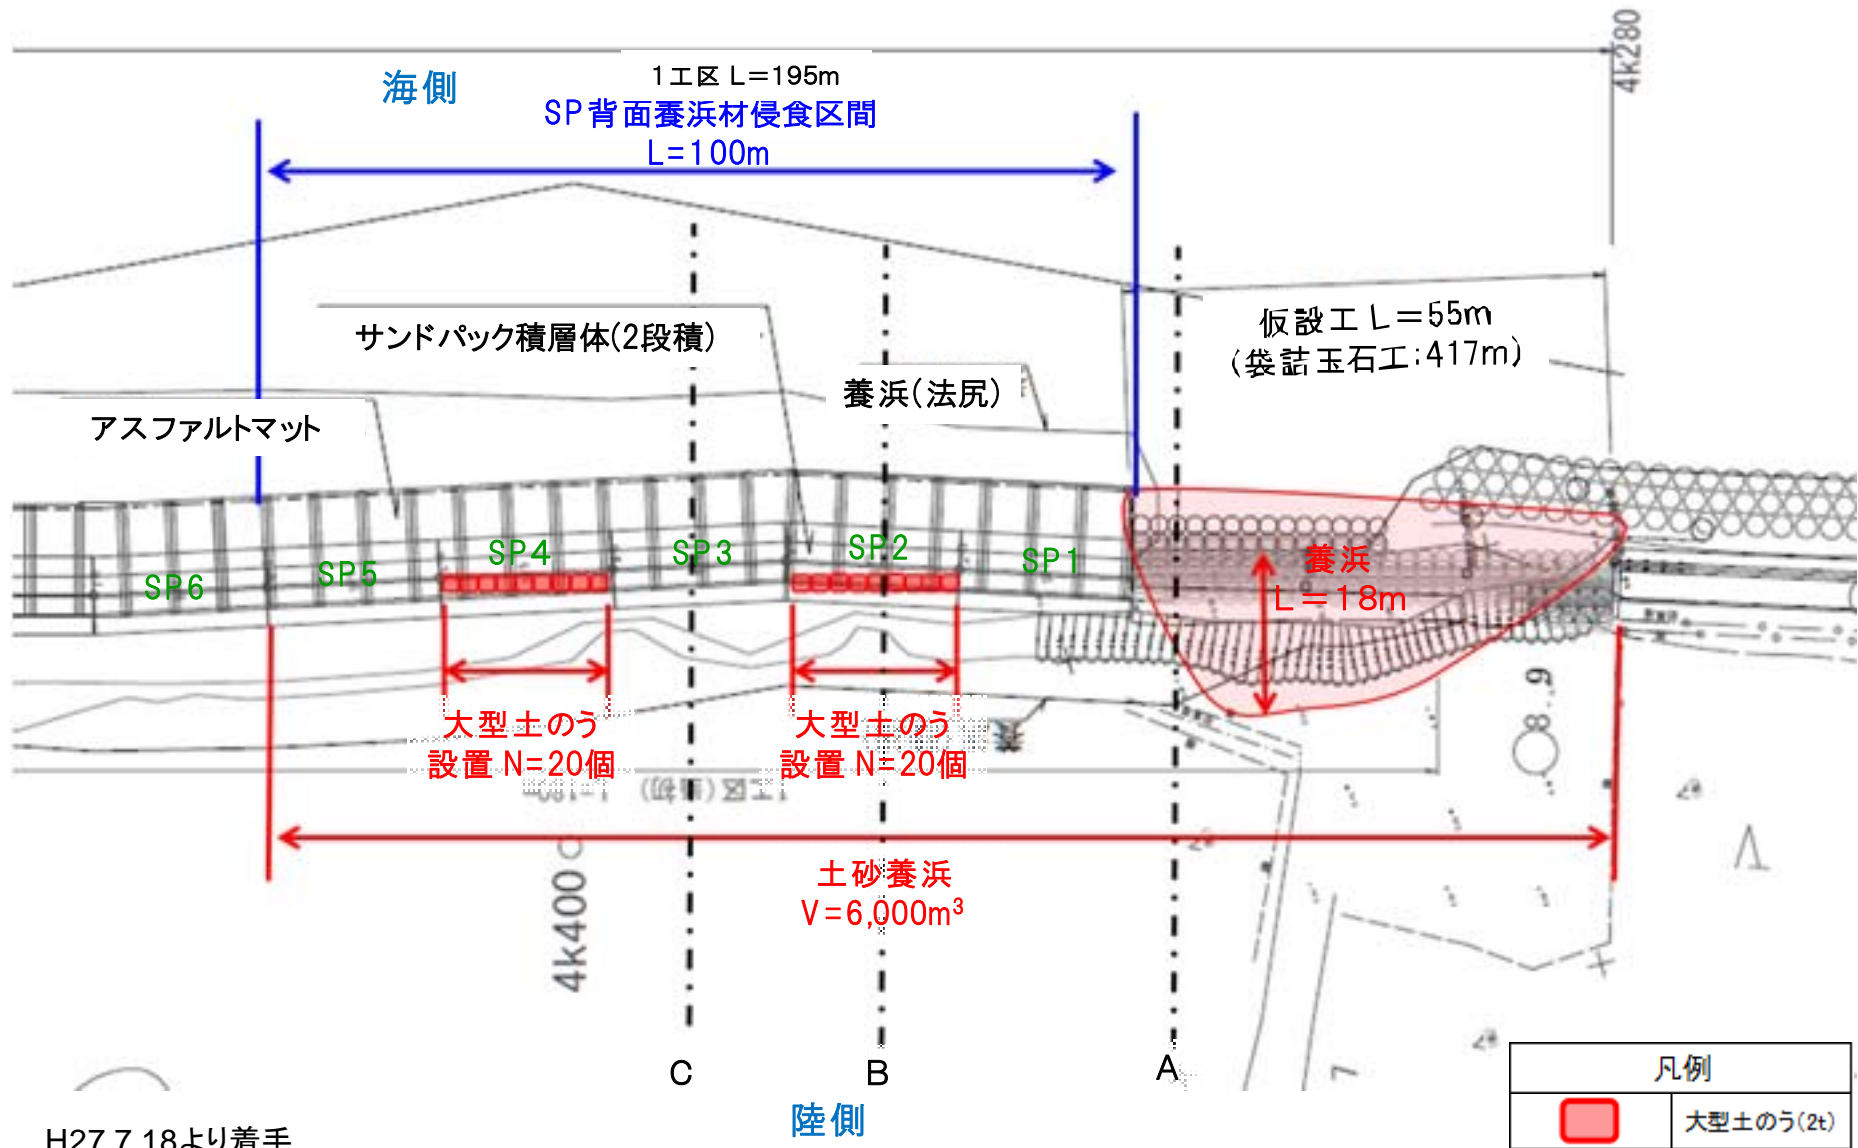 4k280
海側
1工区 L=195m
SP背面養浜材侵食区間
L=100m
サンドパック積層体(2段積)
仮設工 L=55m
(袋詰玉石工:417m)
養浜(法尻)
アスファルトマット
養浜
L=18m
SP6
SP5
SP4
SP3
SP2
SP1
大型土のう
設置 N=20個
大型土のう
設置 N=20個
8.9
土砂養浜
V=6,000m³
4k400
C
B
A
陸側
7
凡例
大型土のう(2t)
H27.7.18より着手